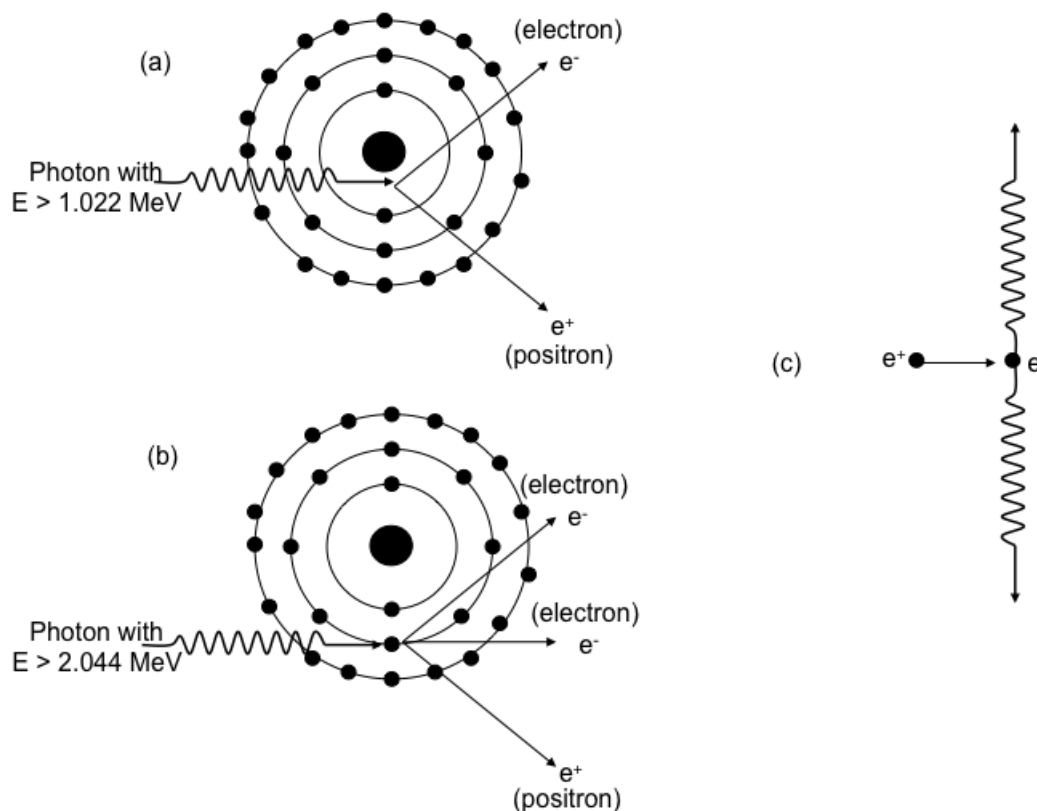 (a)
(electron)
e⁻
Photon with
E > 1.022 MeV
e⁺
(positron)
(b)
(electron)
e⁻
(electron)
e⁻
Photon with
E > 2.044 MeV
e⁺
(positron)
(c)
e⁺
e